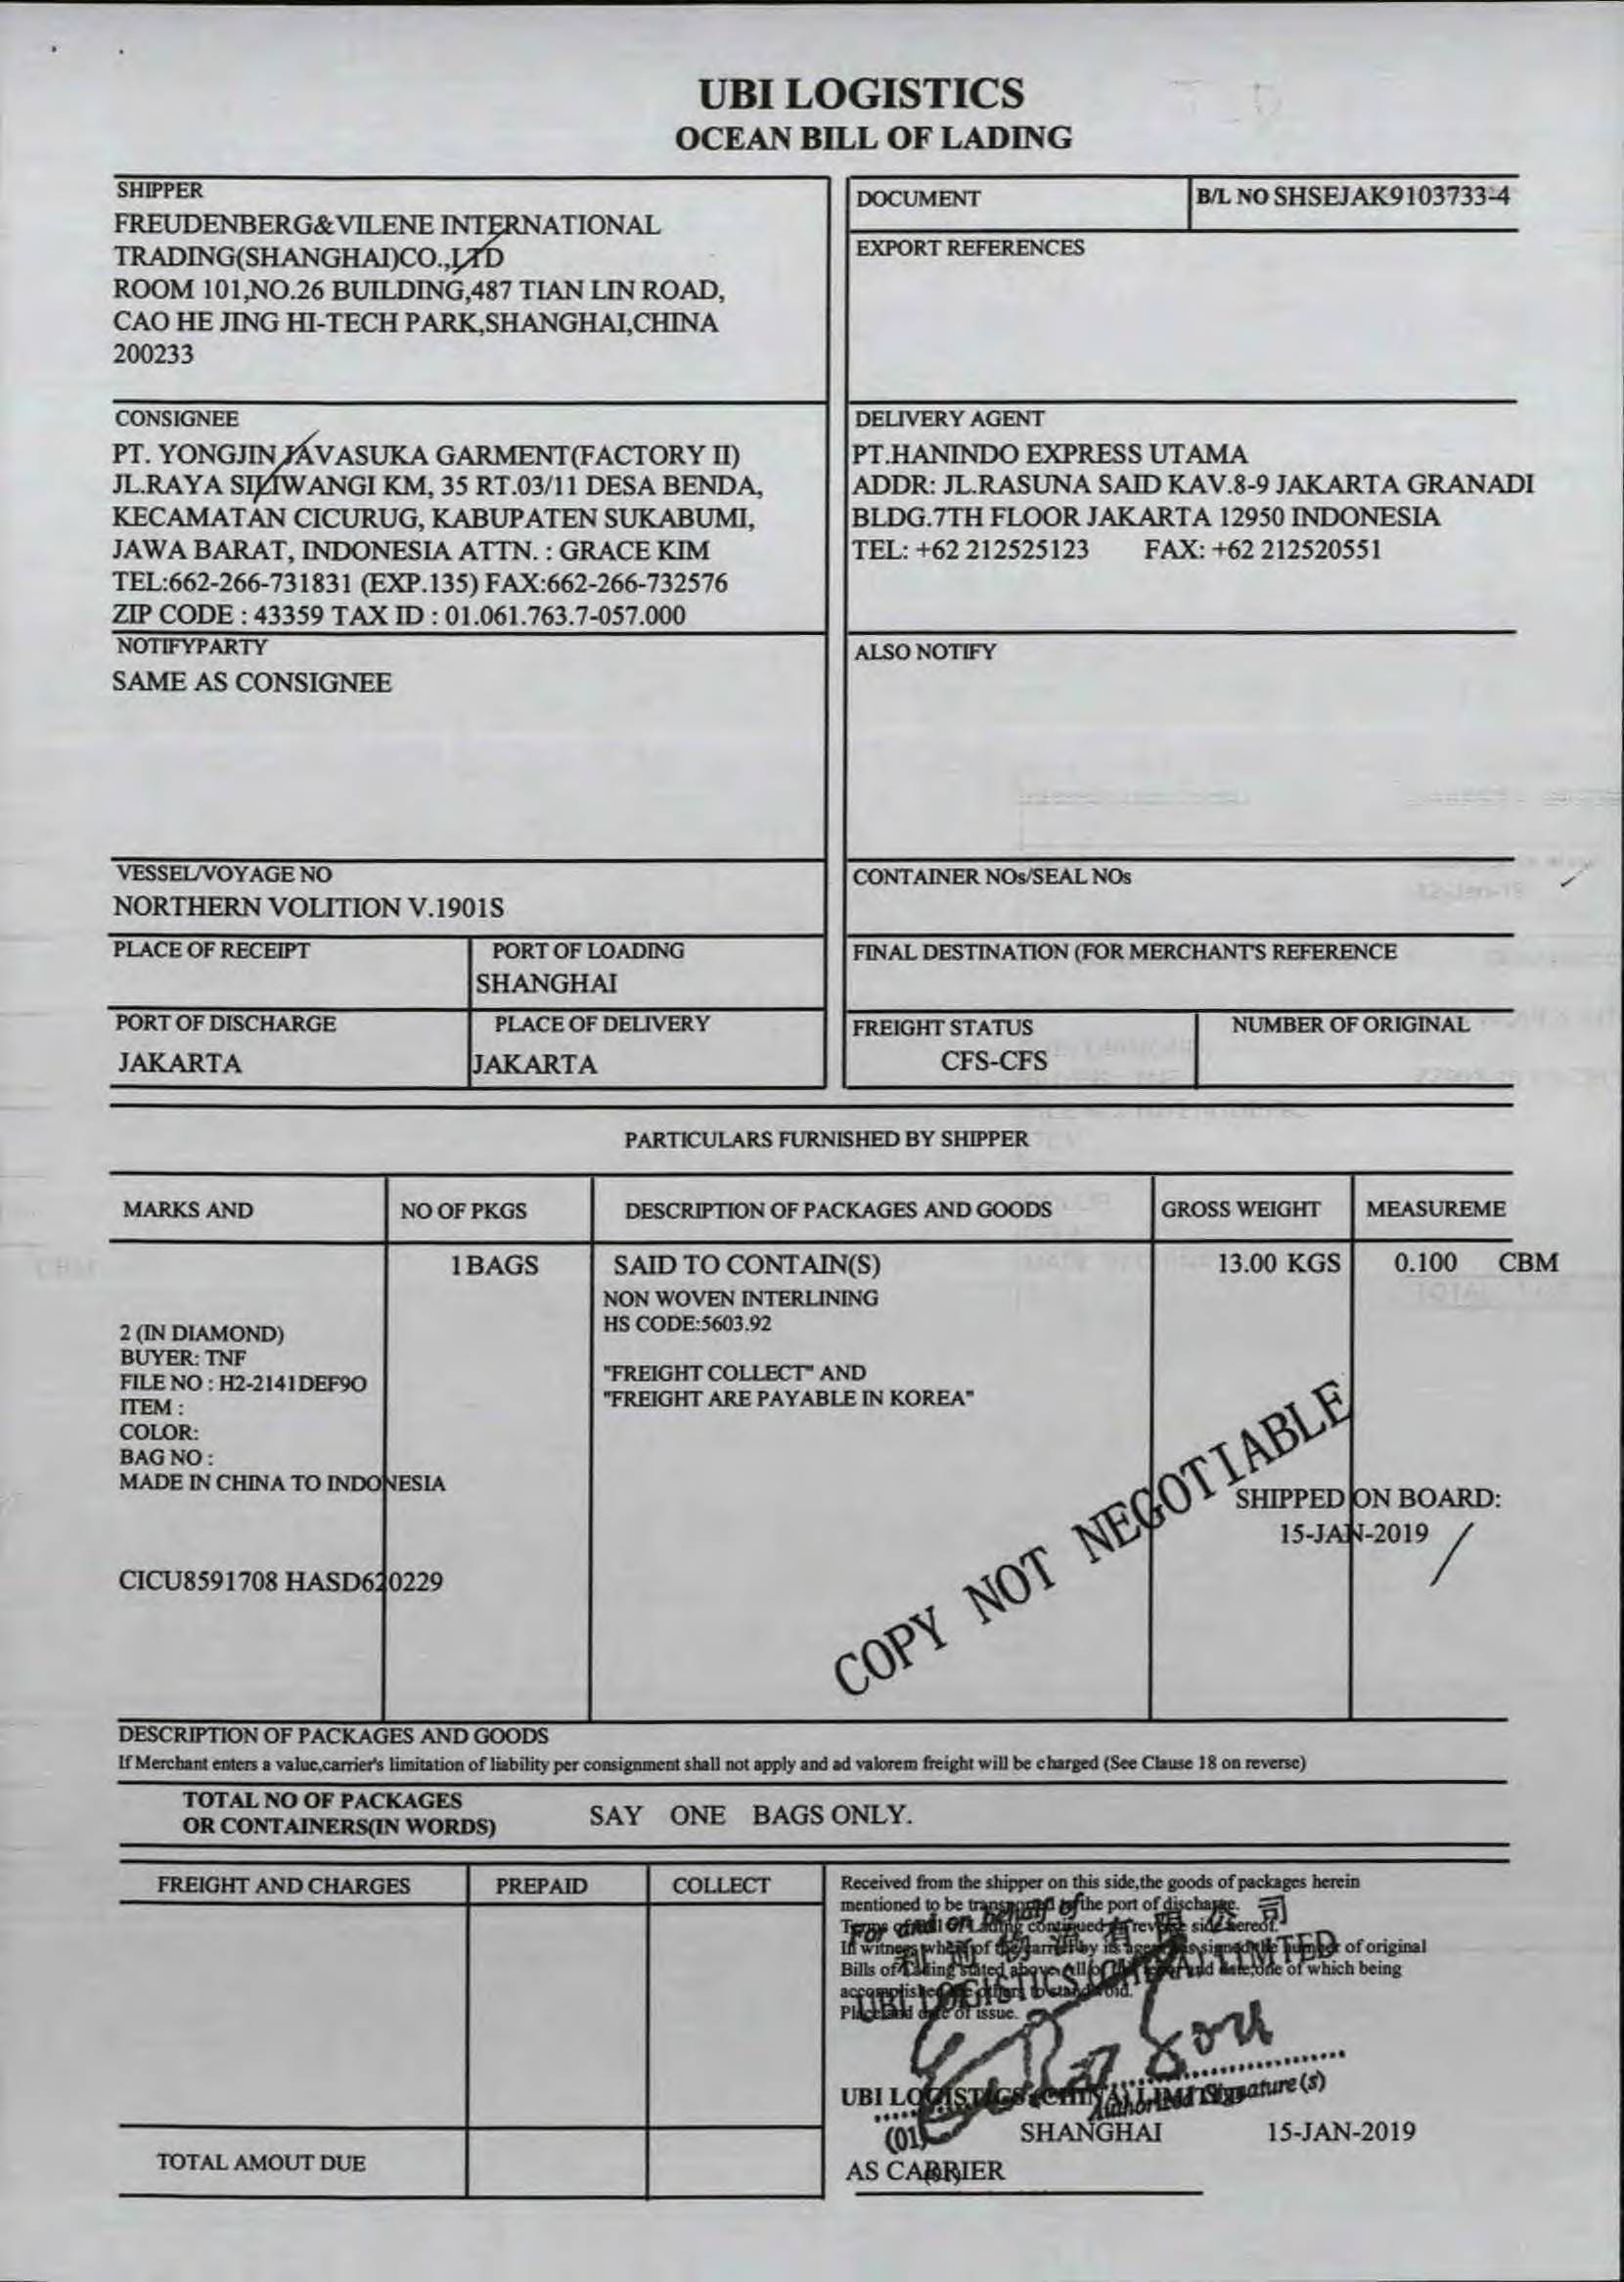 UBI LOGISTICS
OCEAN BILL OF LADING
SHIPPER
FREUDENBERG&VILENE INTERNATIONAL
TRADING(SHANGHAI)CO.,LTD
ROOM 101,NO.26 BUILDING,487 TIAN LIN ROAD,
CAO HE JING HI-TECH PARK,SHANGHAI,CHINA
200233
DOCUMENT
B/L NO SHSEJAK9103733-4
EXPORT REFERENCES
CONSIGNEE
PT. YONGJIN JAVASUKA GARMENT(FACTORY II)
JL.RAYA SILIWANGI KM, 35 RT.03/11 DESA BENDA,
KECAMATAN CICURUG, KABUPATEN SUKABUMI,
JAWA BARAT, INDONESIA ATTN. : GRACE KIM
TEL:662-266-731831 (EXP.135) FAX:662-266-732576
ZIP CODE : 43359 TAX ID : 01.061.763.7-057.000
DELIVERY AGENT
PT.HANINDO EXPRESS UTAMA
ADDR: JL.RASUNA SAID KAV.8-9 JAKARTA GRANADI
BLDG.7TH FLOOR JAKARTA 12950 INDONESIA
TEL: +62 212525123 FAX: +62 212520551
NOTIFYPARTY
SAME AS CONSIGNEE
ALSO NOTIFY
VESSEL/VOYAGE NO
NORTHERN VOLITION V.1901S
CONTAINER NOs/SEAL NOs
PLACE OF RECEIPT
PORT OF LOADING
SHANGHAI
FINAL DESTINATION (FOR MERCHANT'S REFERENCE
PORT OF DISCHARGE
JAKARTA
PLACE OF DELIVERY
JAKARTA
FREIGHT STATUS
CFS-CFS
NUMBER OF ORIGINAL
PARTICULARS FURNISHED BY SHIPPER
MARKS AND
NO OF PKGS
DESCRIPTION OF PACKAGES AND GOODS
GROSS WEIGHT
MEASUREME
1BAGS
SAID TO CONTAIN(S)
13.00 KGS
0.100 CBM
NON WOVEN INTERLINING
HS CODE:5603.92
"FREIGHT COLLECT" AND
"FREIGHT ARE PAYABLE IN KOREA"
2 (IN DIAMOND)
BUYER: TNF
FILE NO : H2-2141DEF9O
ITEM :
COLOR:
BAG NO :
MADE IN CHINA TO INDONESIA
CICU8591708 HASD620229
COPY NOT NEGOTIABLE
SHIPPED ON BOARD:
15-JAN-2019
DESCRIPTION OF PACKAGES AND GOODS
If Merchant enters a value,carrier's limitation of liability per consignment shall not apply and ad valorem freight will be charged (See Clause 18 on reverse)
TOTAL NO OF PACKAGES
OR CONTAINERS(IN WORDS)
SAY ONE BAGS ONLY.
FREIGHT AND CHARGES
PREPAID
COLLECT
TOTAL AMOUT DUE
Received from the shipper on this side,the goods of packages herein
mentioned to be transported to the port of discharge.
Terms of Bill of Lading continued on reverse side hereof.
In witness whereof the carrier by its agent has signed the number of original
Bills of Lading stated above. All of this tenor and date,one of which being
accomplished the others to stand void.
Place and date of issue.
For and on behalf of
有限公司
UBI LOGISTICS (CHINA) LIMITED
Authorized Signature(s)
UBI LOGISTICS (CHINA) LIMITED
(01)
SHANGHAI 15-JAN-2019
AS CARRIER